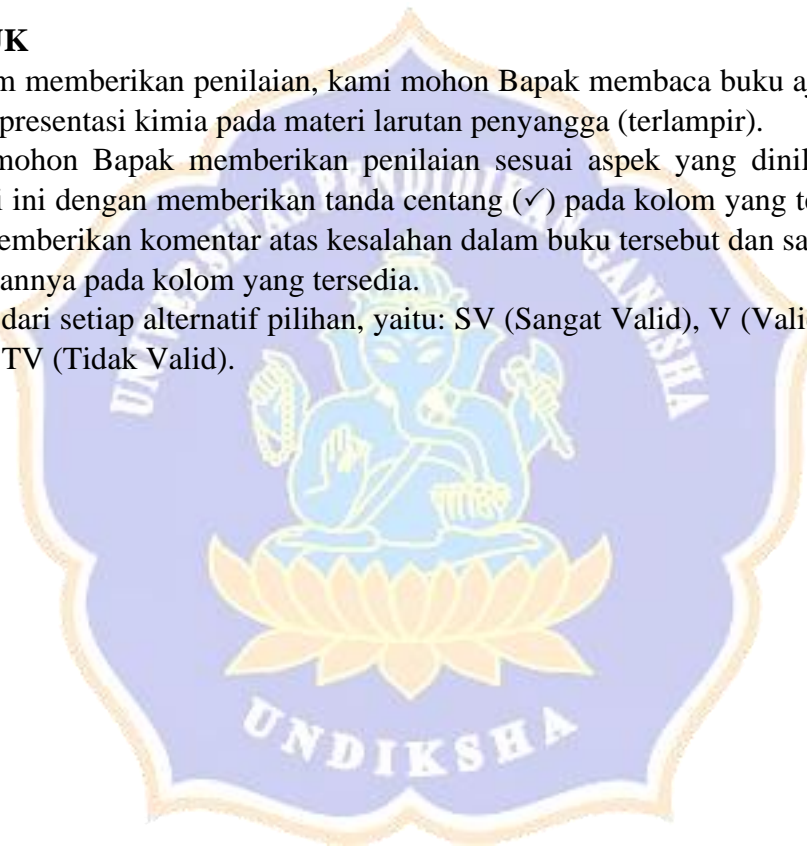 UK
m memberikan penilaian, kami mohon Bapak membaca buku aj
presentasi kimia pada materi larutan penyangga (terlampir).
mohon Bapak memberikan penilaian sesuai aspek yang dinil
i ini dengan memberikan tanda centang (✓) pada kolom yang te
emberikan komentar atas kesalahan dalam buku tersebut dan sa
annya pada kolom yang tersedia.
dari setiap alternatif pilihan, yaitu: SV (Sangat Valid), V (Vali
TV (Tidak Valid).
UNIVERSITAS PENDIDIKAN GANESHA
UNDIKSHA